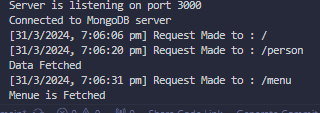 Server is listening on port 3000
Connected to MongoDB server
[31/3/2024, 7:06:06 pm] Request Made to : /
[31/3/2024, 7:06:20 pm] Request Made to : /person
Data Fetched
[31/3/2024, 7:06:31 pm] Request Made to : /menu
Menue is Fetched